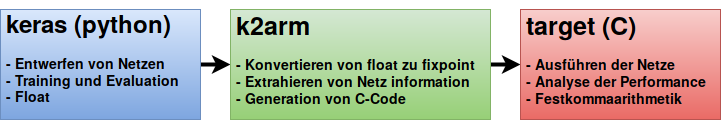 keras (python)
- Entwerfen von Netzen
- Training und Evaluation
- Float
k2arm
- Konvertieren von float zu fixpoint
- Extrahieren von Netz information
- Generation von C-Code
target (C)
- Ausführen der Netze
- Analyse der Performance
- Festkommaarithmetik